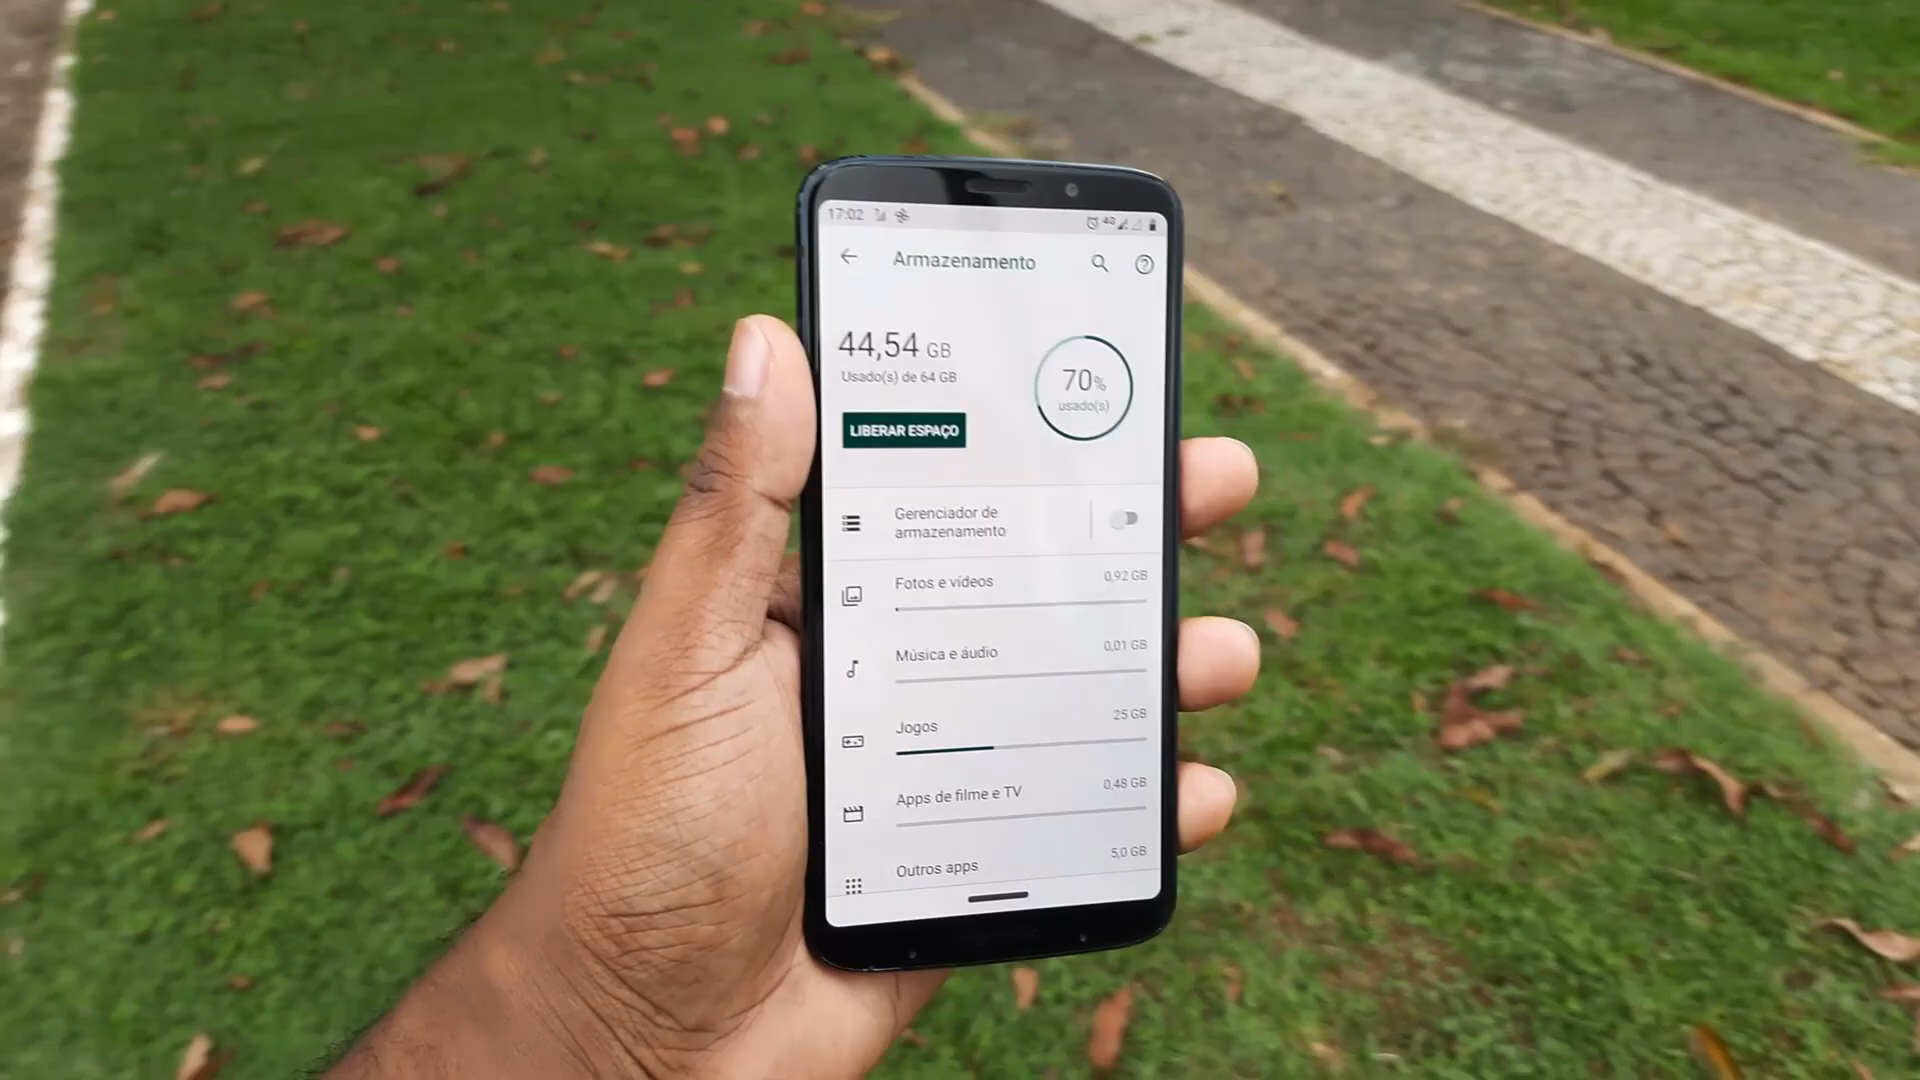 17:02
4G
Armazenamento
44,54 GB
Usado(s) de 64 GB
70%
usado(s)
LIBERAR ESPAÇO
Gerenciador de
armazenamento
Fotos e vídeos 0,92 GB
Música e áudio 0,01 GB
Jogos 25 GB
Apps de filme e TV 0,48 GB
Outros apps 5,0 GB